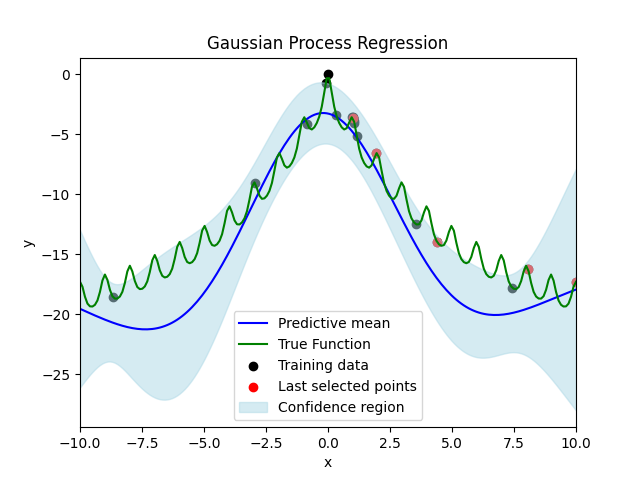 Gaussian Process Regression
y
0
−5
−10
−15
−20
−25
Predictive mean
True Function
Training data
Last selected points
Confidence region
−10.0 −7.5 −5.0 −2.5 0.0 2.5 5.0 7.5 10.0
x